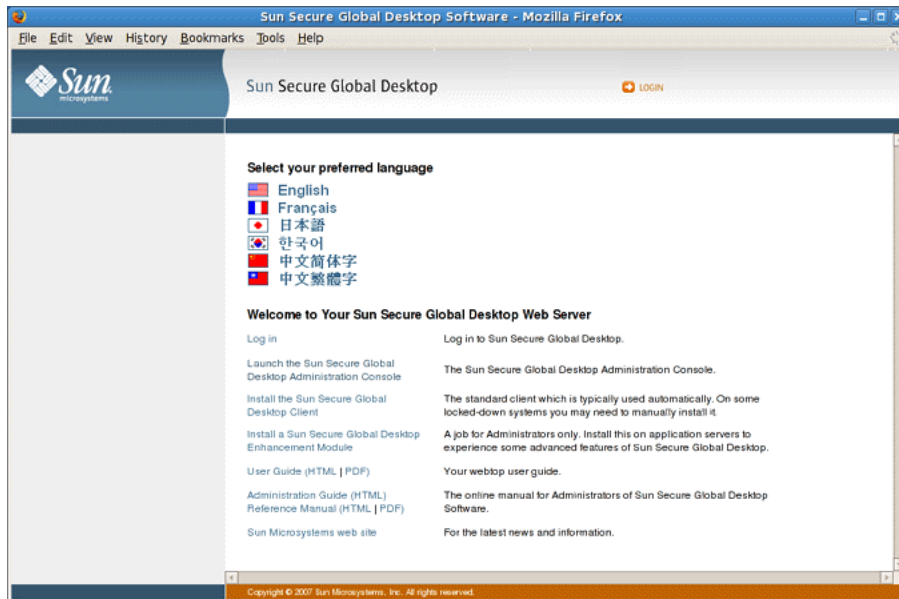 Sun Secure Global Desktop Software - Mozilla Firefox
File Edit View History Bookmarks Tools Help
Sun
microsystems
Sun Secure Global Desktop
LOGIN
Select your preferred language
English
Français
日本語
한국어
中文简体字
中文繁體字
Welcome to Your Sun Secure Global Desktop Web Server
Log in
Log in to Sun Secure Global Desktop.
Launch the Sun Secure Global
Desktop Administration Console
The Sun Secure Global Desktop Administration Console.
Install the Sun Secure Global
Desktop Client
The standard client which is typically used automatically. On some
locked-down systems you may need to manually install it
Install a Sun Secure Global Desktop
Enhancement Module
A job for Administrators only. Install this on application servers to
experience some advanced features of Sun Secure Global Desktop.
User Guide (HTML | PDF)
Your webtop user guide.
Administration Guide (HTML)
Reference Manual (HTML | PDF)
The online manual for Administrators of Sun Secure Global Desktop
Software.
Sun Microsystems web site
For the latest news and information.
Copyright © 2007 Sun Microsystems, Inc. All rights reserved.